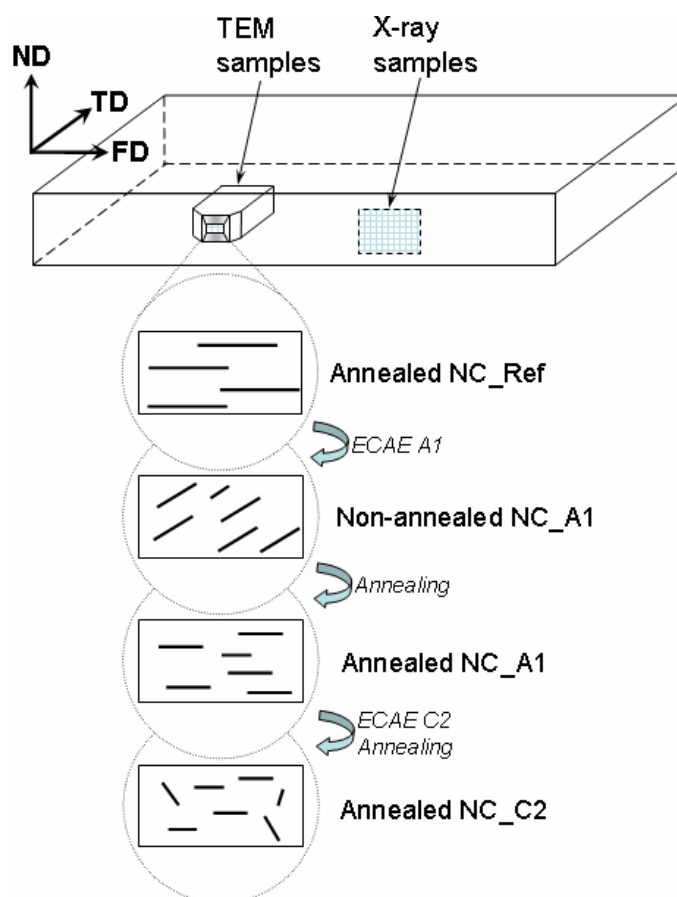 TEM
samples
X-ray
samples
ND
TD
FD
Annealed NC_Ref
ECAE A1
Non-annealed NC_A1
Annealing
Annealed NC_A1
ECAE C2
Annealing
Annealed NC_C2